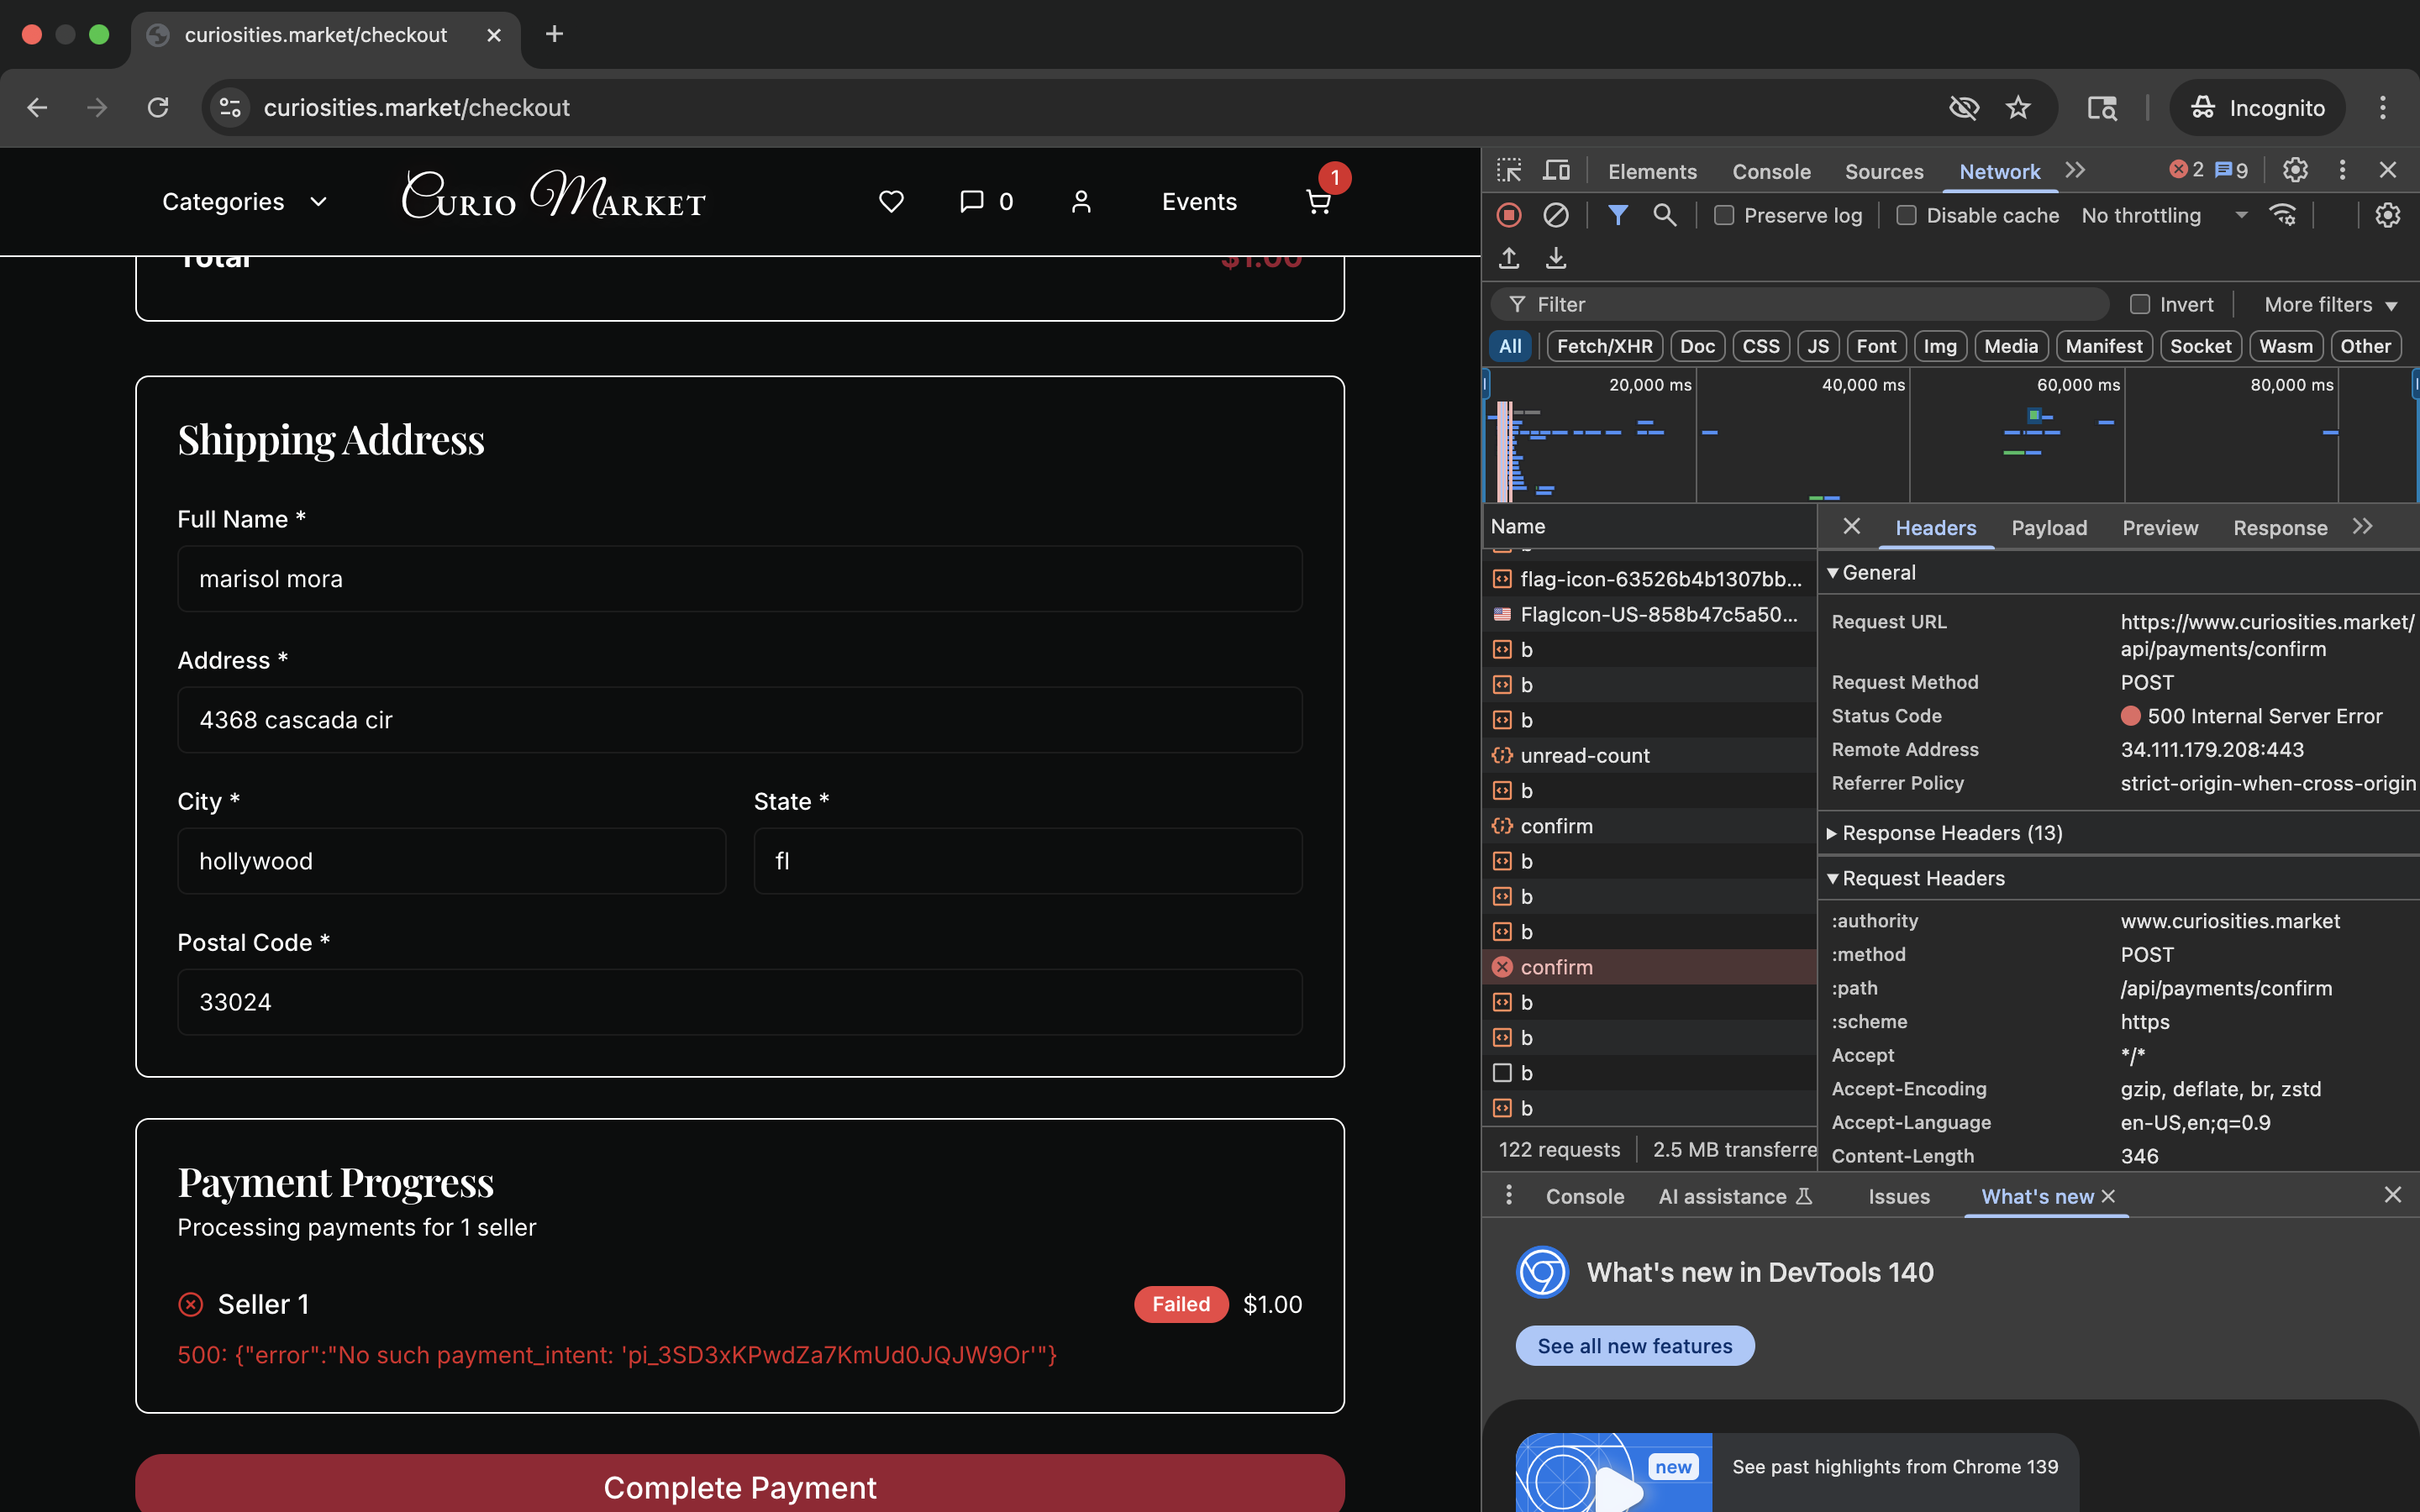 curiosities.market/checkout
curiosities.market/checkout
Incognito
Categories
Curio Market
0
Events
1
Total
$1.00
Shipping Address
Full Name *
marisol mora
Address *
4368 cascada cir
City *
State *
hollywood
fl
Postal Code *
33024
Payment Progress
Processing payments for 1 seller
Seller 1
Failed
$1.00
500: {"error":"No such payment_intent: 'pi_3SD3xKPwdZa7KmUd0JQJW9Or'"}
Complete Payment
Elements
Console
Sources
Network
2
9
Preserve log
Disable cache
No throttling
Filter
Invert
More filters
All
Fetch/XHR
Doc
CSS
JS
Font
Img
Media
Manifest
Socket
Wasm
Other
20,000 ms
40,000 ms
60,000 ms
80,000 ms
Name
flag-icon-63526b4b1307bb...
FlagIcon-US-858b47c5a50...
b
b
b
unread-count
b
confirm
b
b
b
confirm
b
b
b
b
122 requests
2.5 MB transferre
Headers
Payload
Preview
Response
General
Request URL
https://www.curiosities.market/
api/payments/confirm
Request Method
POST
Status Code
500 Internal Server Error
Remote Address
34.111.179.208:443
Referrer Policy
strict-origin-when-cross-origin
Response Headers (13)
Request Headers
:authority
www.curiosities.market
:method
POST
:path
/api/payments/confirm
:scheme
https
Accept
*/*
Accept-Encoding
gzip, deflate, br, zstd
Accept-Language
en-US,en;q=0.9
Content-Length
346
Console
AI assistance
Issues
What's new
What's new in DevTools 140
See all new features
new
See past highlights from Chrome 139